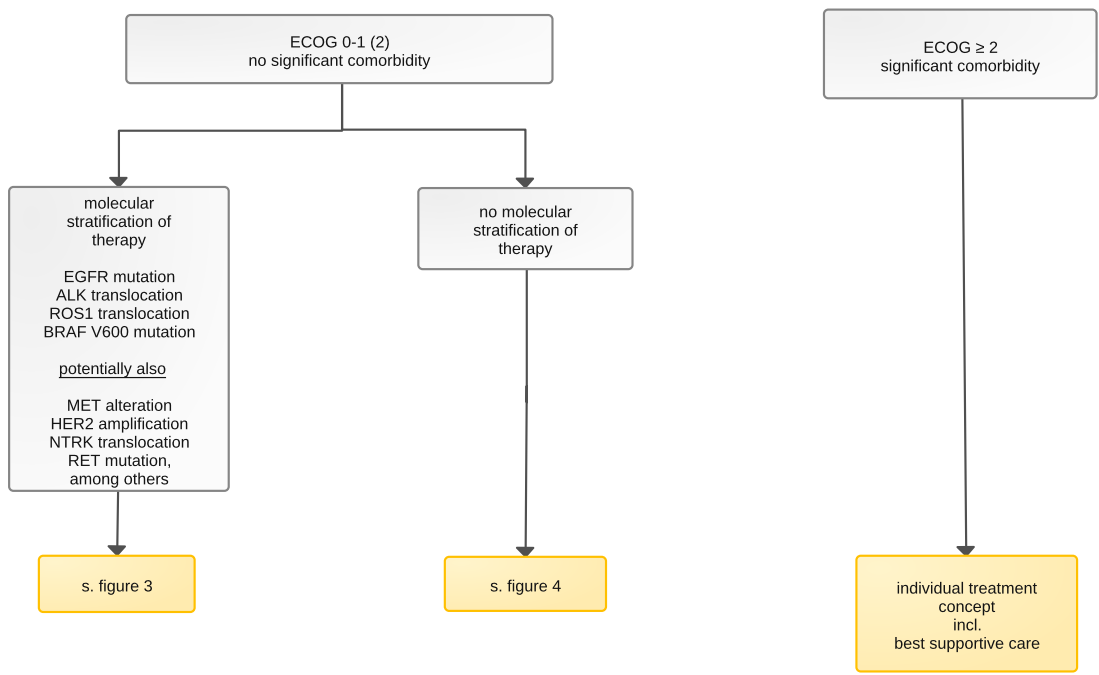 ECOG 0-1 (2)
no significant comorbidity
ECOG ≥ 2
significant comorbidity
molecular
stratification of
therapy
EGFR mutation
ALK translocation
ROS1 translocation
BRAF V600 mutation
potentially also
MET alteration
HER2 amplification
NTRK translocation
RET mutation,
among others
no molecular
stratification of
therapy
s. figure 3
s. figure 4
individual treatment
concept
incl.
best supportive care